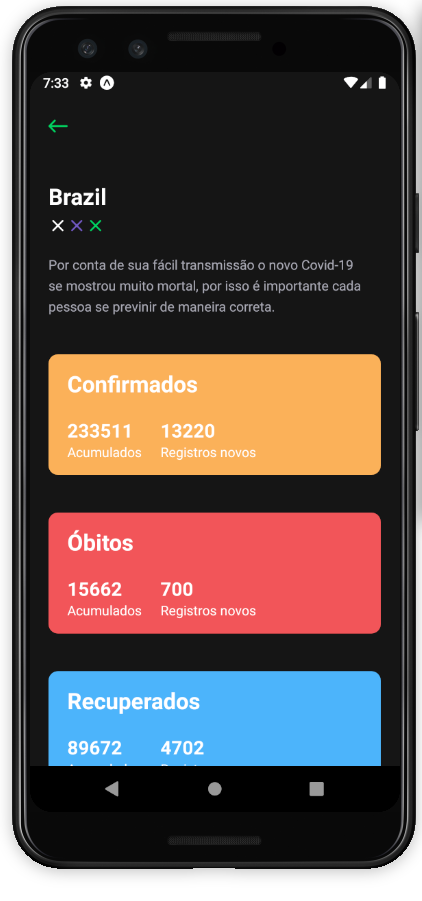 7:33
Brazil
Por conta de sua fácil transmissão o novo Covid-19
se mostrou muito mortal, por isso é importante cada
pessoa se previnir de maneira correta.
Confirmados
233511 13220
Acumulados Registros novos
Óbitos
15662 700
Acumulados Registros novos
Recuperados
89672 4702